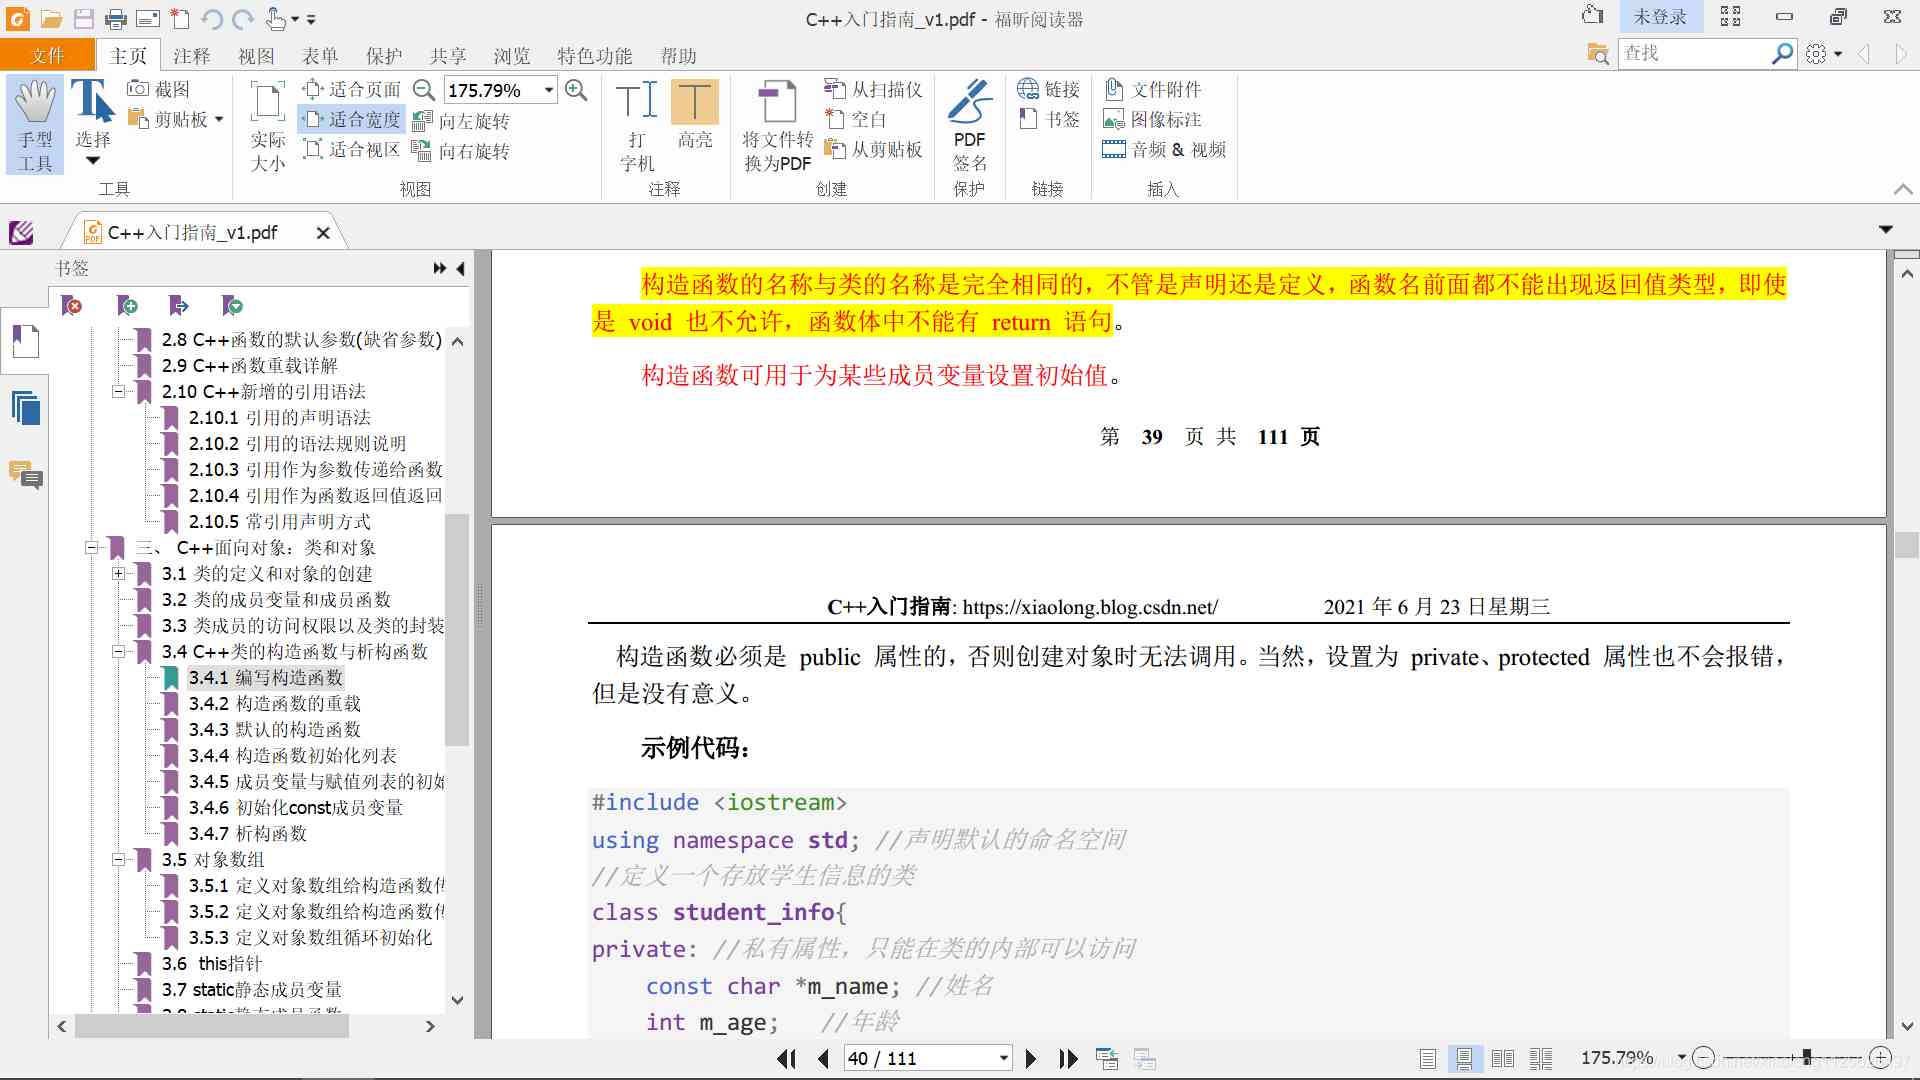 C++入门指南_v1.pdf - 福昕阅读器
未登录
文件 主页 注释 视图 表单 保护 共享 浏览 特色功能 帮助
查找
手型
工具
选择
截图
剪贴板
工具
实际
大小
适合页面
适合宽度
适合视区
175.79%
向左旋转
向右旋转
视图
打
字机
高亮
注释
将文件转
换为PDF
从扫描仪
空白
从剪贴板
创建
PDF
签名
保护
链接
书签
链接
文件附件
图像标注
音频 & 视频
插入
C++入门指南_v1.pdf
书签
2.8 C++函数的默认参数(缺省参数)
2.9 C++函数重载详解
2.10 C++新增的引用语法
2.10.1 引用的声明语法
2.10.2 引用的语法规则说明
2.10.3 引用作为参数传递给函数
2.10.4 引用作为函数返回值返回
2.10.5 常引用声明方式
三、 C++面向对象：类和对象
3.1 类的定义和对象的创建
3.2 类的成员变量和成员函数
3.3 类成员的访问权限以及类的封装
3.4 C++类的构造函数与析构函数
3.4.1 编写构造函数
3.4.2 构造函数的重载
3.4.3 默认的构造函数
3.4.4 构造函数初始化列表
3.4.5 成员变量与赋值列表的初始
3.4.6 初始化const成员变量
3.4.7 析构函数
3.5 对象数组
3.5.1 定义对象数组给构造函数传
3.5.2 定义对象数组给构造函数传
3.5.3 定义对象数组循环初始化
3.6 this指针
3.7 static静态成员变量
3.8 static静态成员函数
构造函数的名称与类的名称是完全相同的，不管是声明还是定义，函数名前面都不能出现返回值类型，即使
是 void 也不允许，函数体中不能有 return 语句。
构造函数可用于为某些成员变量设置初始值。
第 39 页 共 111 页
C++入门指南: https://xiaolong.blog.csdn.net/ 2021 年 6 月 23 日星期三
构造函数必须是 public 属性的，否则创建对象时无法调用。当然，设置为 private、protected 属性也不会报错，
但是没有意义。
示例代码：
#include <iostream>
using namespace std; //声明默认的命名空间
//定义一个存放学生信息的类
class student_info{
private: //私有属性，只能在类的内部可以访问
const char *m_name; //姓名
int m_age; //年龄
40 / 111
175.79%